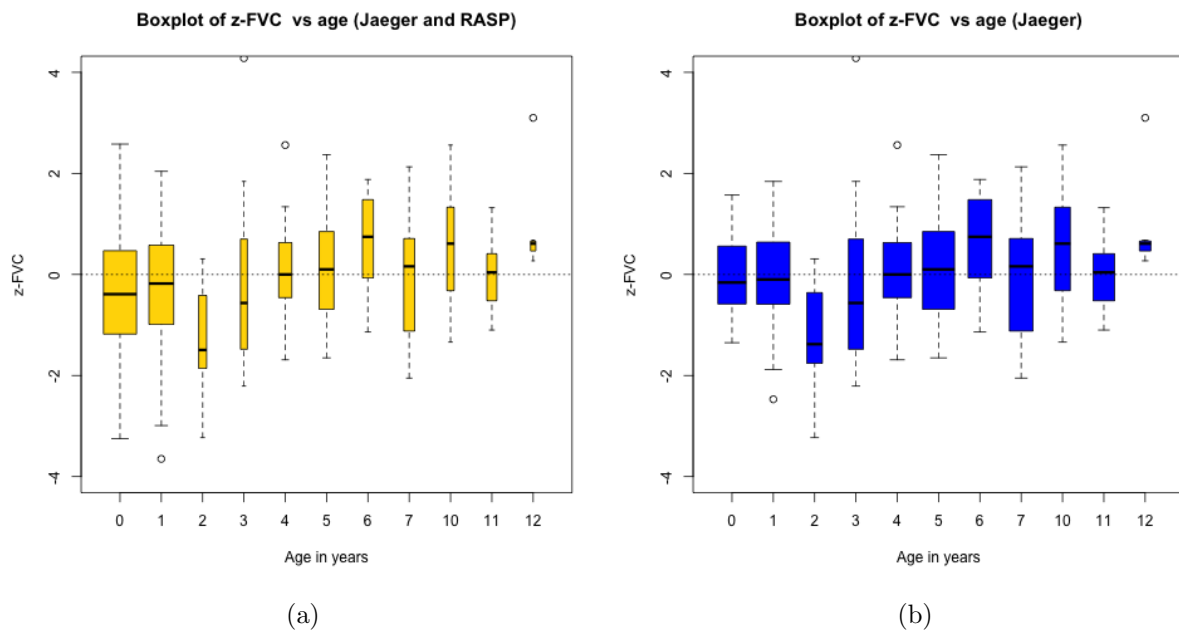 Boxplot of z-FVC vs age (Jaeger and RASP)
z-FVC
4
2
0
-2
-4
0 1 2 3 4 5 6 7 10 11 12
Age in years
(a)
Boxplot of z-FVC vs age (Jaeger)
z-FVC
4
2
0
-2
-4
0 1 2 3 4 5 6 7 10 11 12
Age in years
(b)